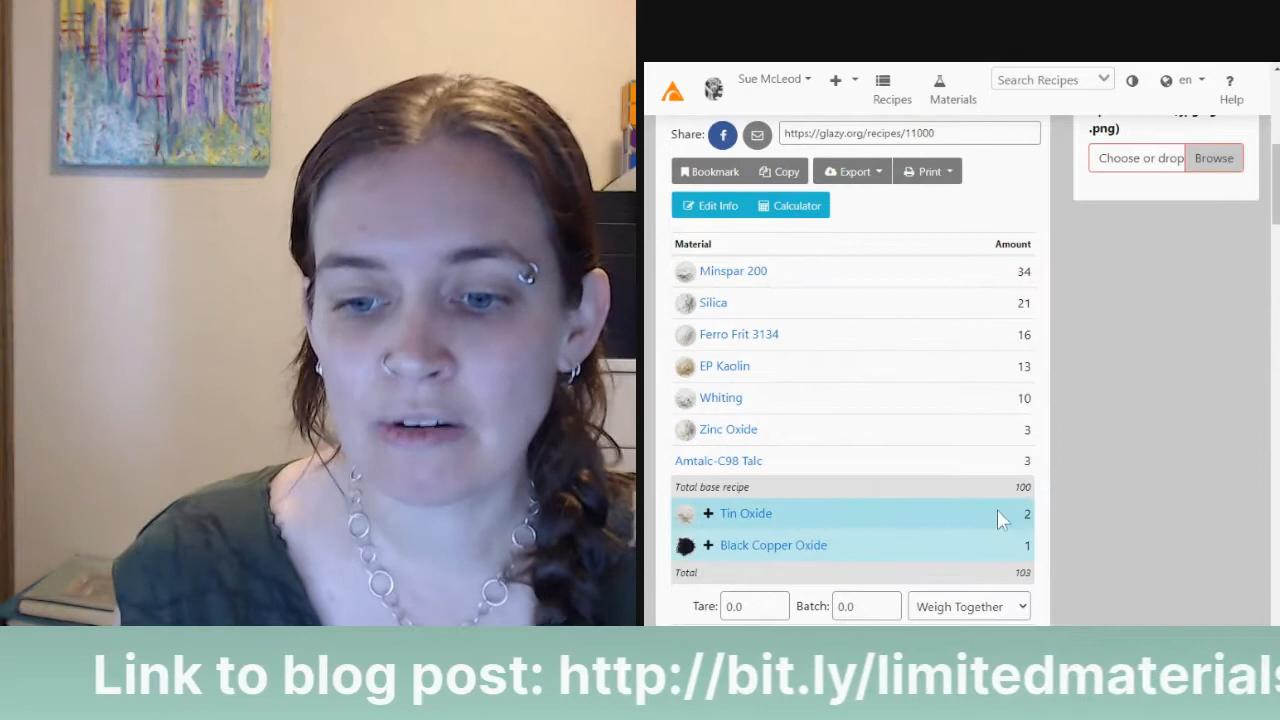 Sue McLeod
Recipes
Materials
Search Recipes
en
?
Help
Share:
f
https://glazy.org/recipes/11000
.png)
Choose or drop
Browse
Bookmark
Copy
Export
Print
Edit Info
Calculator
Material Amount
Minspar 200 34
Silica 21
Ferro Frit 3134 16
EP Kaolin 13
Whiting 10
Zinc Oxide 3
Amtalc-C98 Talc 3
Total base recipe 100
+ Tin Oxide 2
+ Black Copper Oxide 1
Total 103
Tare: 0.0 Batch: 0.0 Weigh Together
Link to blog post: http://bit.ly/limitedmaterials